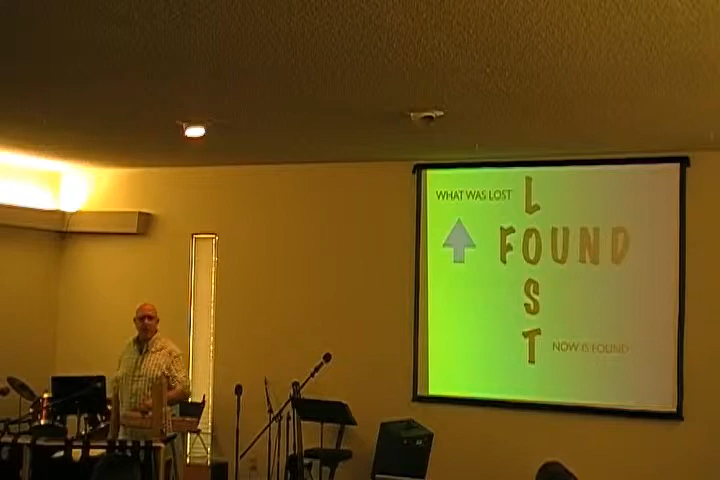 WHAT WAS LOST
L
FOUND
S
T
NOW IS FOUND